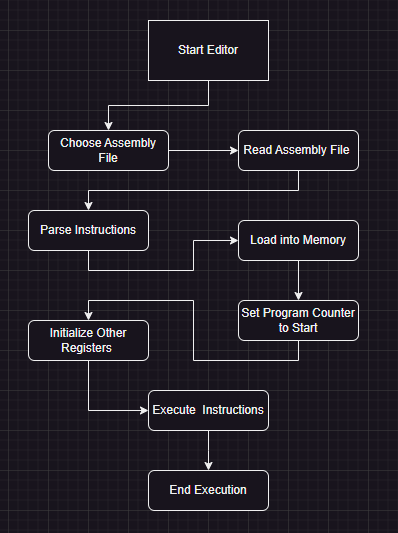 Start Editor
Choose Assembly
File
Read Assembly File
Parse Instructions
Load into Memory
Set Program Counter
to Start
Initialize Other
Registers
Execute  Instructions
End Execution